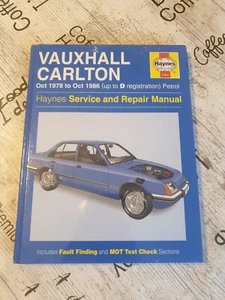 VAUXHALL
CARLTON
Oct 1978 to Oct 1986 (up to D registration) Petrol
Haynes
Haynes Service and Repair Manual
Includes Fault Finding and MOT Test Check Sections
Coffee
Coffee